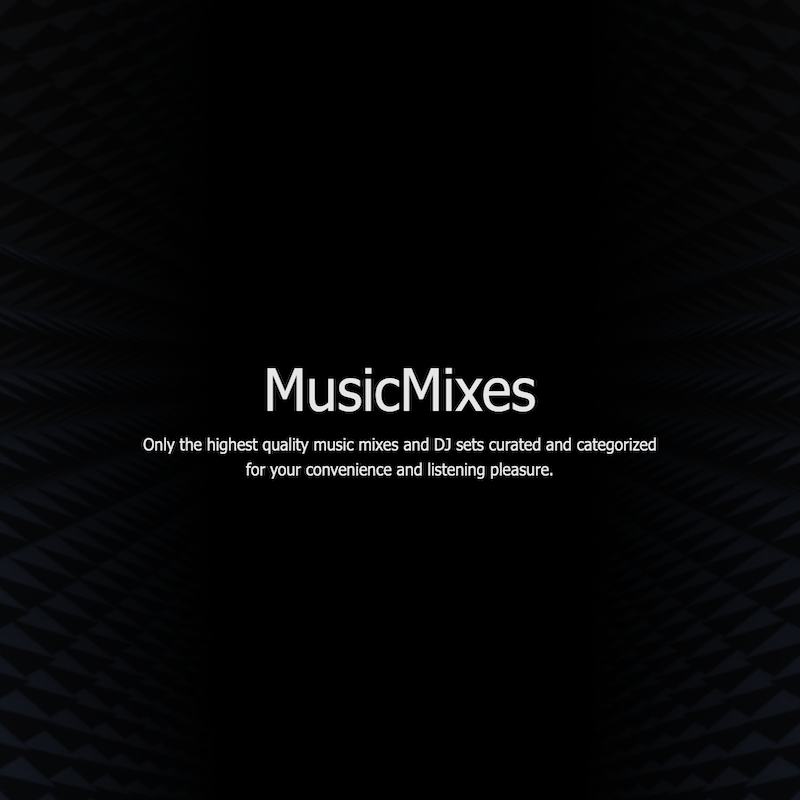 MusicMixes
Only the highest quality music mixes and DJ sets curated and categorized
for your convenience and listening pleasure.